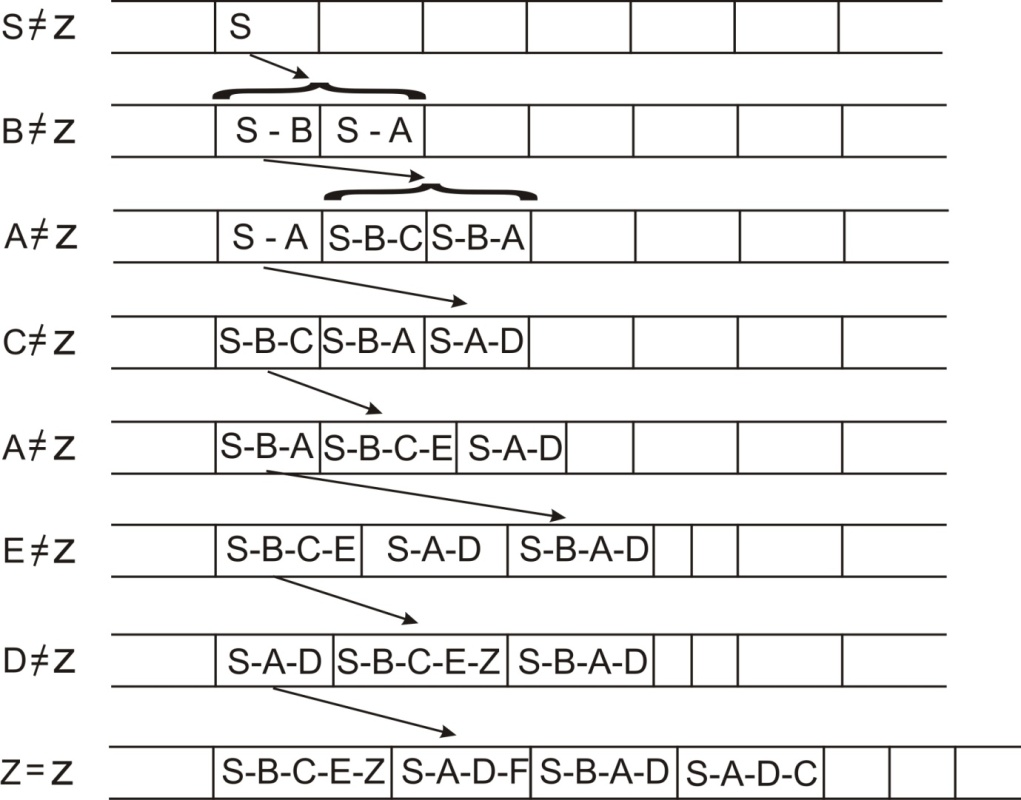 S≠Z S
B≠Z S - B S - A
A≠Z S - A S-B-C S-B-A
C≠Z S-B-C S-B-A S-A-D
A≠Z S-B-A S-B-C-E S-A-D
E≠Z S-B-C-E S-A-D S-B-A-D
D≠Z S-A-D S-B-C-E-Z S-B-A-D
Z=Z S-B-C-E-Z S-A-D-F S-B-A-D S-A-D-C